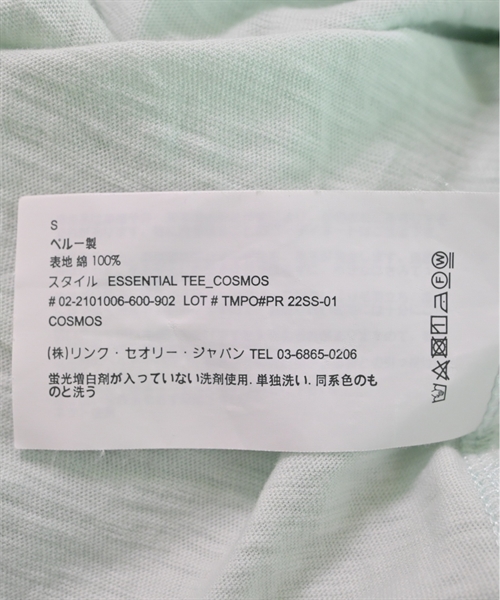 S
ペルー製
表地 綿 100%
スタイル ESSENTIAL TEE_COSMOS
# 02-2101006-600-902 LOT # TMPO#PR 22SS-01
COSMOS
(株)リンク・セオリー・ジャパン TEL 03-6865-0206
蛍光増白剤が入っていない洗剤使用. 単独洗い. 同系色のも
のと洗う